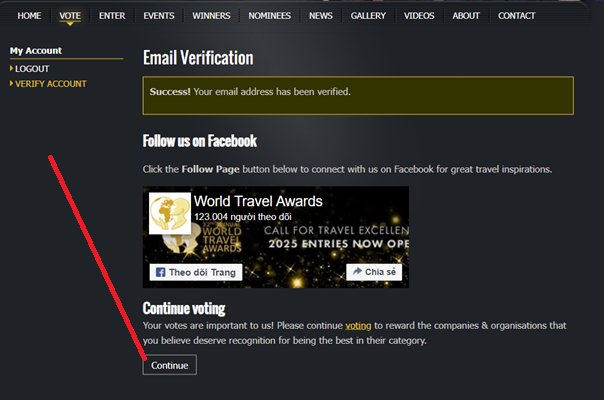 HOME VOTE ENTER EVENTS WINNERS NOMINEES NEWS GALLERY VIDEOS ABOUT CONTACT
My Account
LOGOUT
VERIFY ACCOUNT
Email Verification
Success! Your email address has been verified.
Follow us on Facebook
Click the Follow Page button below to connect with us on Facebook for great travel inspirations.
World Travel Awards
123.004 người theo dõi
32ND ANNUAL
WORLD
TRAVEL
AWARDS
CALL FOR TRAVEL EXCELLEN
2025 ENTRIES NOW OPE
Theo dõi Trang
Chia sẻ
Continue voting
Your votes are important to us! Please continue voting to reward the companies & organisations that
you believe deserve recognition for being the best in their category.
Continue